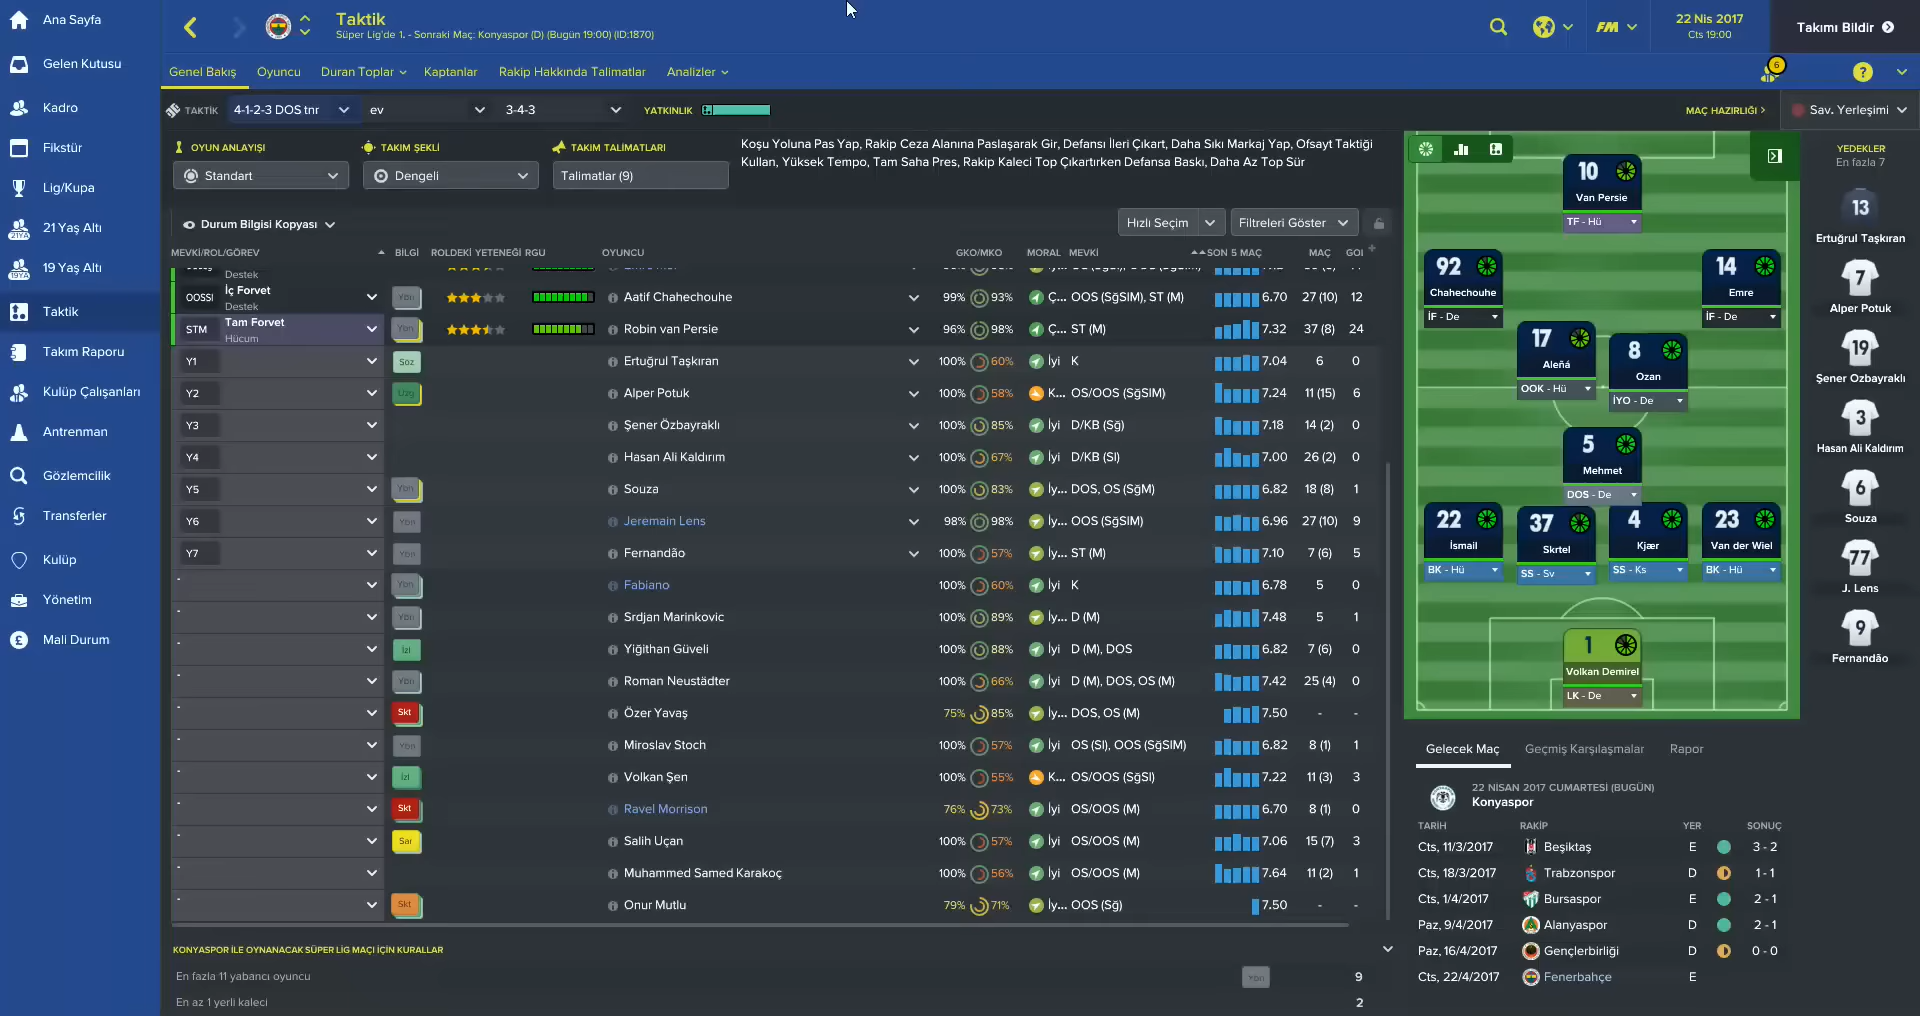 Ana Sayfa
Gelen Kutusu
Kadro
Fikstür
Lig/Kupa
21 Yaş Altı
19 Yaş Altı
Taktik
Takım Raporu
Kulüp Çalışanları
Antrenman
Gözlemcilik
Transferler
Kulüp
Yönetim
Mali Durum
Taktik
Süper Lig'de 1. - Sonraki Maç: Konyaspor (D) (Bugün 19:00) (ID:1870)
FM
22 Nis 2017
Cts 19:00
Takımı Bildir
Genel Bakış Oyuncu Duran Toplar Kaptanlar Rakip Hakkında Talimatlar Analizler
6
?
TAKTİK 4-1-2-3 DOS tnr ev 3-4-3 YATKINLIK
MAÇ HAZIRLIĞI > Sav. Yerleşimi
OYUN ANLAYIŞI TAKIM ŞEKLİ TAKIM TALİMATLARI
Standart Dengeli Talimatlar (9)
Koşu Yoluna Pas Yap, Rakip Ceza Alanına Paslaşarak Gir, Defansı İleri Çıkart, Daha Sıkı Markaj Yap, Ofsayt Taktiği
Kullan, Yüksek Tempo, Tam Saha Pres, Rakip Kaleci Top Çıkartırken Defansa Baskı, Daha Az Top Sür
Durum Bilgisi Kopyası
Hızlı Seçim Filtreleri Göster
MEVKİ/ROL/GÖREV BİLGİ ROLDEKİ YETENEĞİ RGU OYUNCU GKO/MKO MORAL MEVKİ SON 5 MAÇ MAÇ GOL
Destek
OOSSI İç Forvet Destek Yön Aatif Chahechouhe 99% 93% Ç... OOS (SğSIM), ST (M) 6.70 27 (10) 12
STM Tam Forvet Hücum Yön Robin van Persie 96% 98% Ç... ST (M) 7.32 37 (8) 24
Y1 Söz Ertuğrul Taşkıran 100% 60% İyi K 7.04 6 0
Y2 Uzg Alper Potuk 100% 58% K... OS/OOS (SğSIM) 7.24 11 (15) 6
Y3 Şener Özbayraklı 100% 85% İyi D/KB (Sğ) 7.18 14 (2) 0
Y4 Hasan Ali Kaldırım 100% 67% İyi D/KB (Sl) 7.00 26 (2) 0
Y5 Yön Souza 100% 83% İy... DOS, OS (SğM) 6.82 18 (8) 1
Y6 Yön Jeremain Lens 98% 98% İy... OOS (SğSIM) 6.96 27 (10) 9
Y7 Yön Fernandão 100% 57% İy... ST (M) 7.10 7 (6) 5
- Yön Fabiano 100% 60% İyi K 6.78 5 0
- Yön Srdjan Marinkovic 100% 89% İy... D (M) 7.48 5 1
- İzl Yiğithan Güveli 100% 88% İyi D (M), DOS 6.82 7 (6) 0
- Yön Roman Neustädter 100% 66% İyi D (M), DOS, OS (M) 7.42 25 (4) 0
- Skt Özer Yavaş 75% 85% İy... DOS, OS (M) 7.50 - -
- Yön Miroslav Stoch 100% 57% İyi OS (Sl), OOS (SğSIM) 6.82 8 (1) 1
- İzl Volkan Şen 100% 55% K... OS/OOS (SğSl) 7.22 11 (3) 3
- Skt Ravel Morrison 76% 73% İyi OS/OOS (M) 6.70 8 (1) 0
- Sar Salih Uçan 100% 57% İyi OS/OOS (M) 7.06 15 (7) 3
- Muhammed Samed Karakoç 100% 56% İyi OS/OOS (M) 7.64 11 (2) 1
- Skt Onur Mutlu 79% 71% İy... OOS (Sğ) 7.50 - -
KONYASPOR İLE OYNANACAK SÜPER LİG MAÇI İÇİN KURALLAR
En fazla 11 yabancı oyuncu Yön 9
En az 1 yerli kaleci 2
10
Van Persie
TF - Hü
92
Chahechouhe
İF - De
14
Emre
İF - De
17
Aleñá
OOK - Hü
8
Ozan
İYO - De
5
Mehmet
DOS - De
22
İsmail
BK - Hü
37
Skrtel
SS - Sv
4
Kjær
SS - Ks
23
Van der Wiel
BK - Hü
1
Volkan Demirel
LK - De
YEDEKLER
En fazla 7
13
Ertuğrul Taşkıran
7
Alper Potuk
19
Şener Özbayraklı
3
Hasan Ali Kaldırım
6
Souza
77
J. Lens
9
Fernandão
Gelecek Maç Geçmiş Karşılaşmalar Rapor
22 NİSAN 2017 CUMARTESİ (BUGÜN)
Konyaspor
TARİH RAKİP YER SONUÇ
Cts, 11/3/2017 Beşiktaş E 3 - 2
Cts, 18/3/2017 Trabzonspor D 1 - 1
Cts, 1/4/2017 Bursaspor E 2 - 1
Paz, 9/4/2017 Alanyaspor D 2 - 1
Paz, 16/4/2017 Gençlerbirliği D 0 - 0
Cts, 22/4/2017 Fenerbahçe E